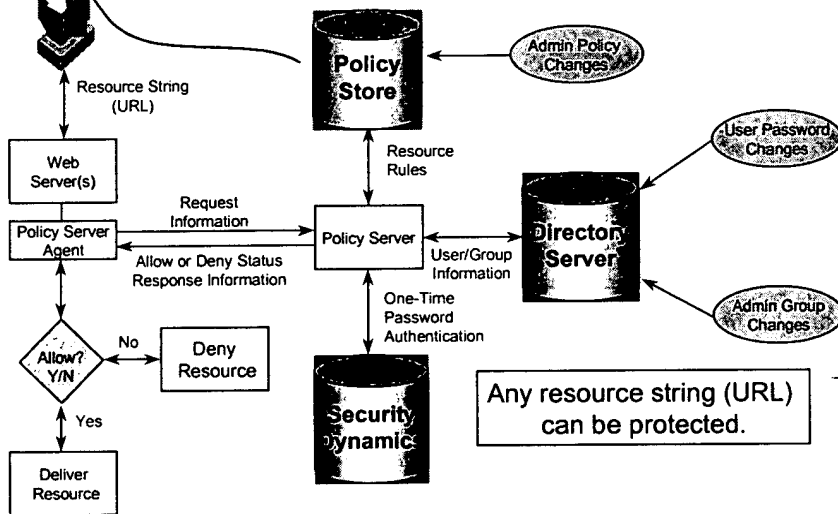 Admin Policy
Changes
Policy
Store
Resource String
(URL)
User Password
Changes
Web
Server(s)
Resource
Rules
Request
Information
Policy Server
Agent
Policy Server
Directory
Server
Allow or Deny Status
Response Information
User/Group
Information
One-Time
Password
Authentication
Admin Group
Changes
Allow?
Y/N
No
Deny
Resource
Yes
Security
Dynamic
Any resource string (URL)
can be protected.
Deliver
Resource